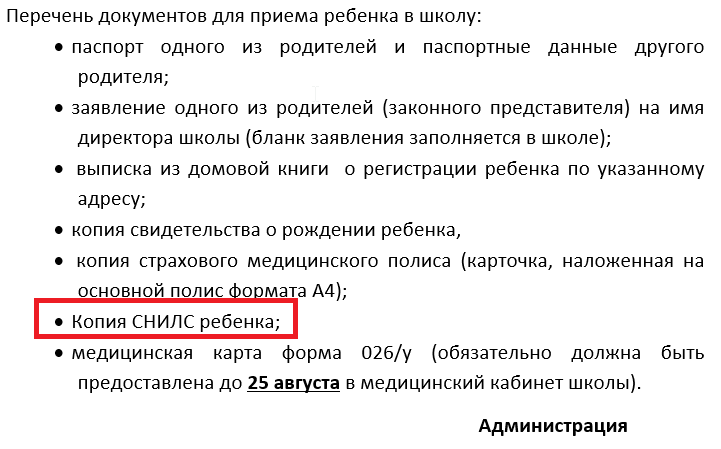 Перечень документов для приема ребенка в школу:
• паспорт одного из родителей и паспортные данные другого
родителя;
• заявление одного из родителей (законного представителя) на имя
директора школы (бланк заявления заполняется в школе);
• выписка из домовой книги о регистрации ребенка по указанному
адресу;
• копия свидетельства о рождении ребенка,
• копия страхового медицинского полиса (карточка, наложенная на
основной полис формата А4);
• Копия СНИЛС ребенка;
• медицинская карта форма 026/у (обязательно должна быть
предоставлена до 25 августа в медицинский кабинет школы).
Администрация